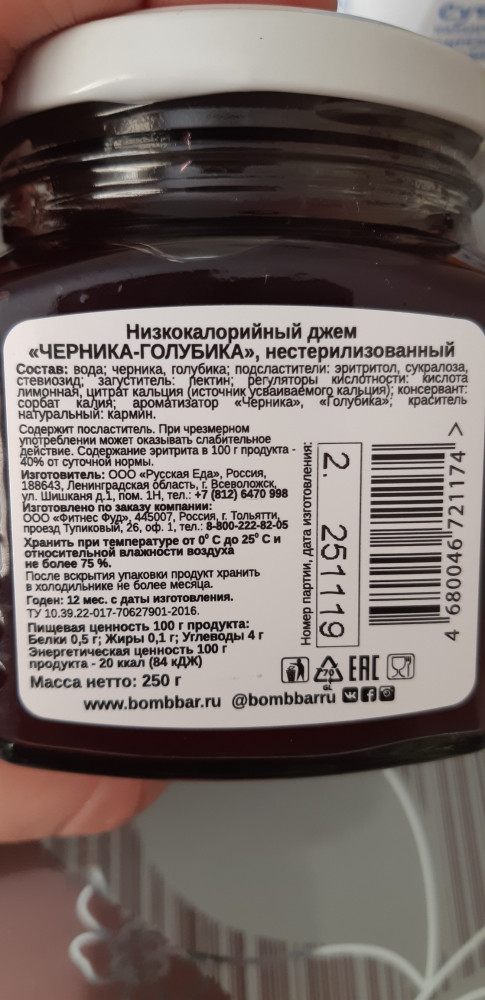 Низкокалорийный джем
«ЧЕРНИКА-ГОЛУБИКА», нестерилизованный
Состав: вода; черника, голубика; подсластители: эритритол, сукралоза,
стевиозид; загуститель: пектин; регуляторы кислотности: кислота
лимонная, цитрат кальция (источник усваиваемого кальция); консервант:
сорбат калия; ароматизатор «Черника», «Голубика»; краситель
натуральный: кармин.
Содержит посластитель. При чрезмерном
употреблении может оказывать слабительное
действие. Содержание эритрита в 100 г продукта -
40% от суточной нормы.
Изготовитель: ООО «Русская Еда», Россия,
188643, Ленинградская область, г. Всеволожск,
ул. Шишканя д.1, пом. 1Н, тел.: +7 (812) 6470 998
Изготовлено по заказу компании:
ООО «Фитнес Фуд», 445007, Россия, г. Тольятти,
проезд Тупиковый, 26, оф. 1, тел.: 8-800-222-82-05
Хранить при температуре от 0° С до 25° С и
относительной влажности воздуха
не более 75 %.
После вскрытия упаковки продукт хранить
в холодильнике не более месяца.
Годен: 12 мес. с даты изготовления.
ТУ 10.39.22-017-70627901-2016.
Пищевая ценность 100 г продукта:
Белки 0,5 г; Жиры 0,1 г; Углеводы 4 г
Энергетическая ценность 100 г
продукта - 20 ккал (84 кДЖ)
Масса нетто: 250 г
www.bombbar.ru @bombbarru
Номер партии, дата изготовления:
2. 251119
4 680046 721174 >
70
GL
EAC